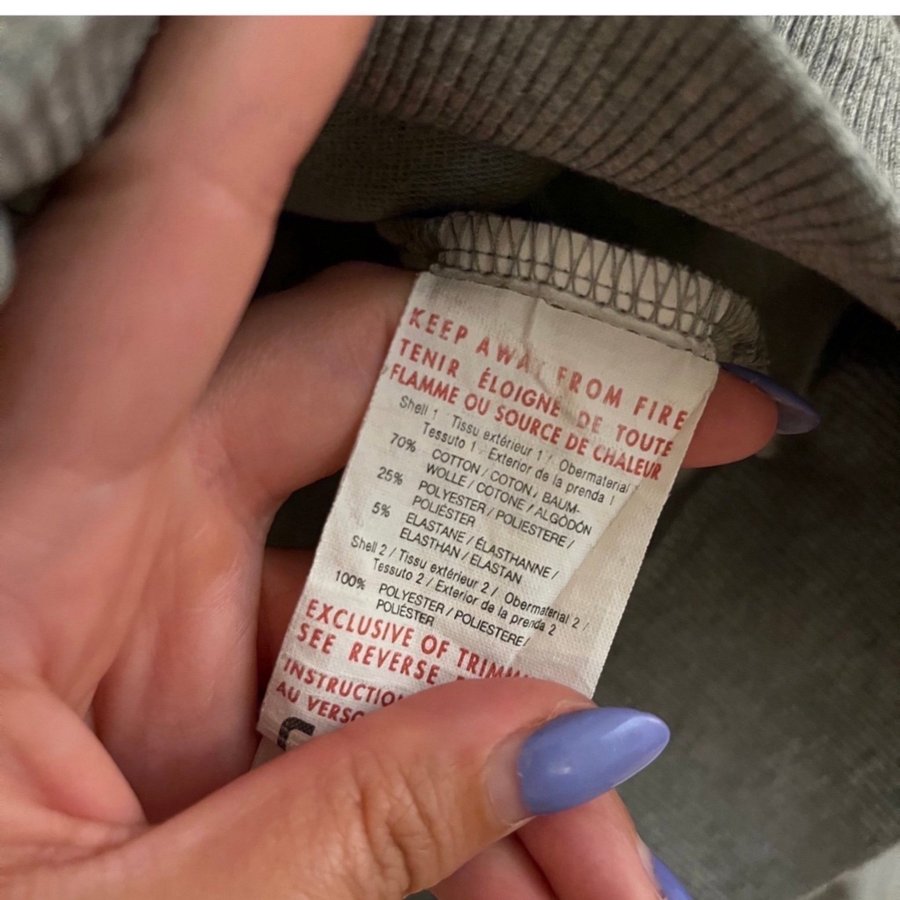 KEEP AWAY FROM FIRE
TENIR ÉLOIGNE DE TOUTE
FLAMME OU SOURCE DE CHALEUR
Shell 1 Tissu extérieur 1 / Obermaterial
Tessuto 1 Exterior de la prenda 1
70% COTTON / COTON / BAUM-
WOLLE / COTONE / ALGODÓN
25% POLYESTER / POLIESTERE /
POLIÉSTER
5% ELASTANE / ÉLASTHANNE /
ELASTHAN / ELASTAN
Shell 2 / Tissu extérieur 2 / Obermaterial 2 /
Tessuto 2 / Exterior de la prenda 2
100% POLYESTER / POLIESTERE /
POLIÉSTER
EXCLUSIVE OF
SEE REVERSE
AU VERSO